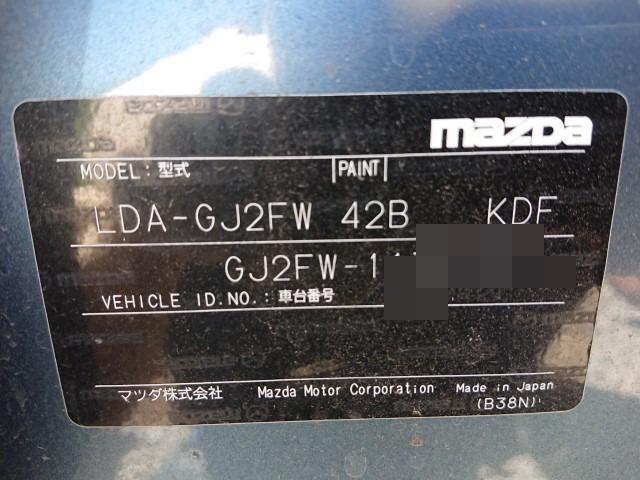 mazda
MODEL: 型式 PAINT
LDA-GJ2FW 42B KDF
GJ2FW-1
VEHICLE ID.NO.: 車台番号
マツダ株式会社 Mazda Motor Corporation Made in Japan
(B38N)